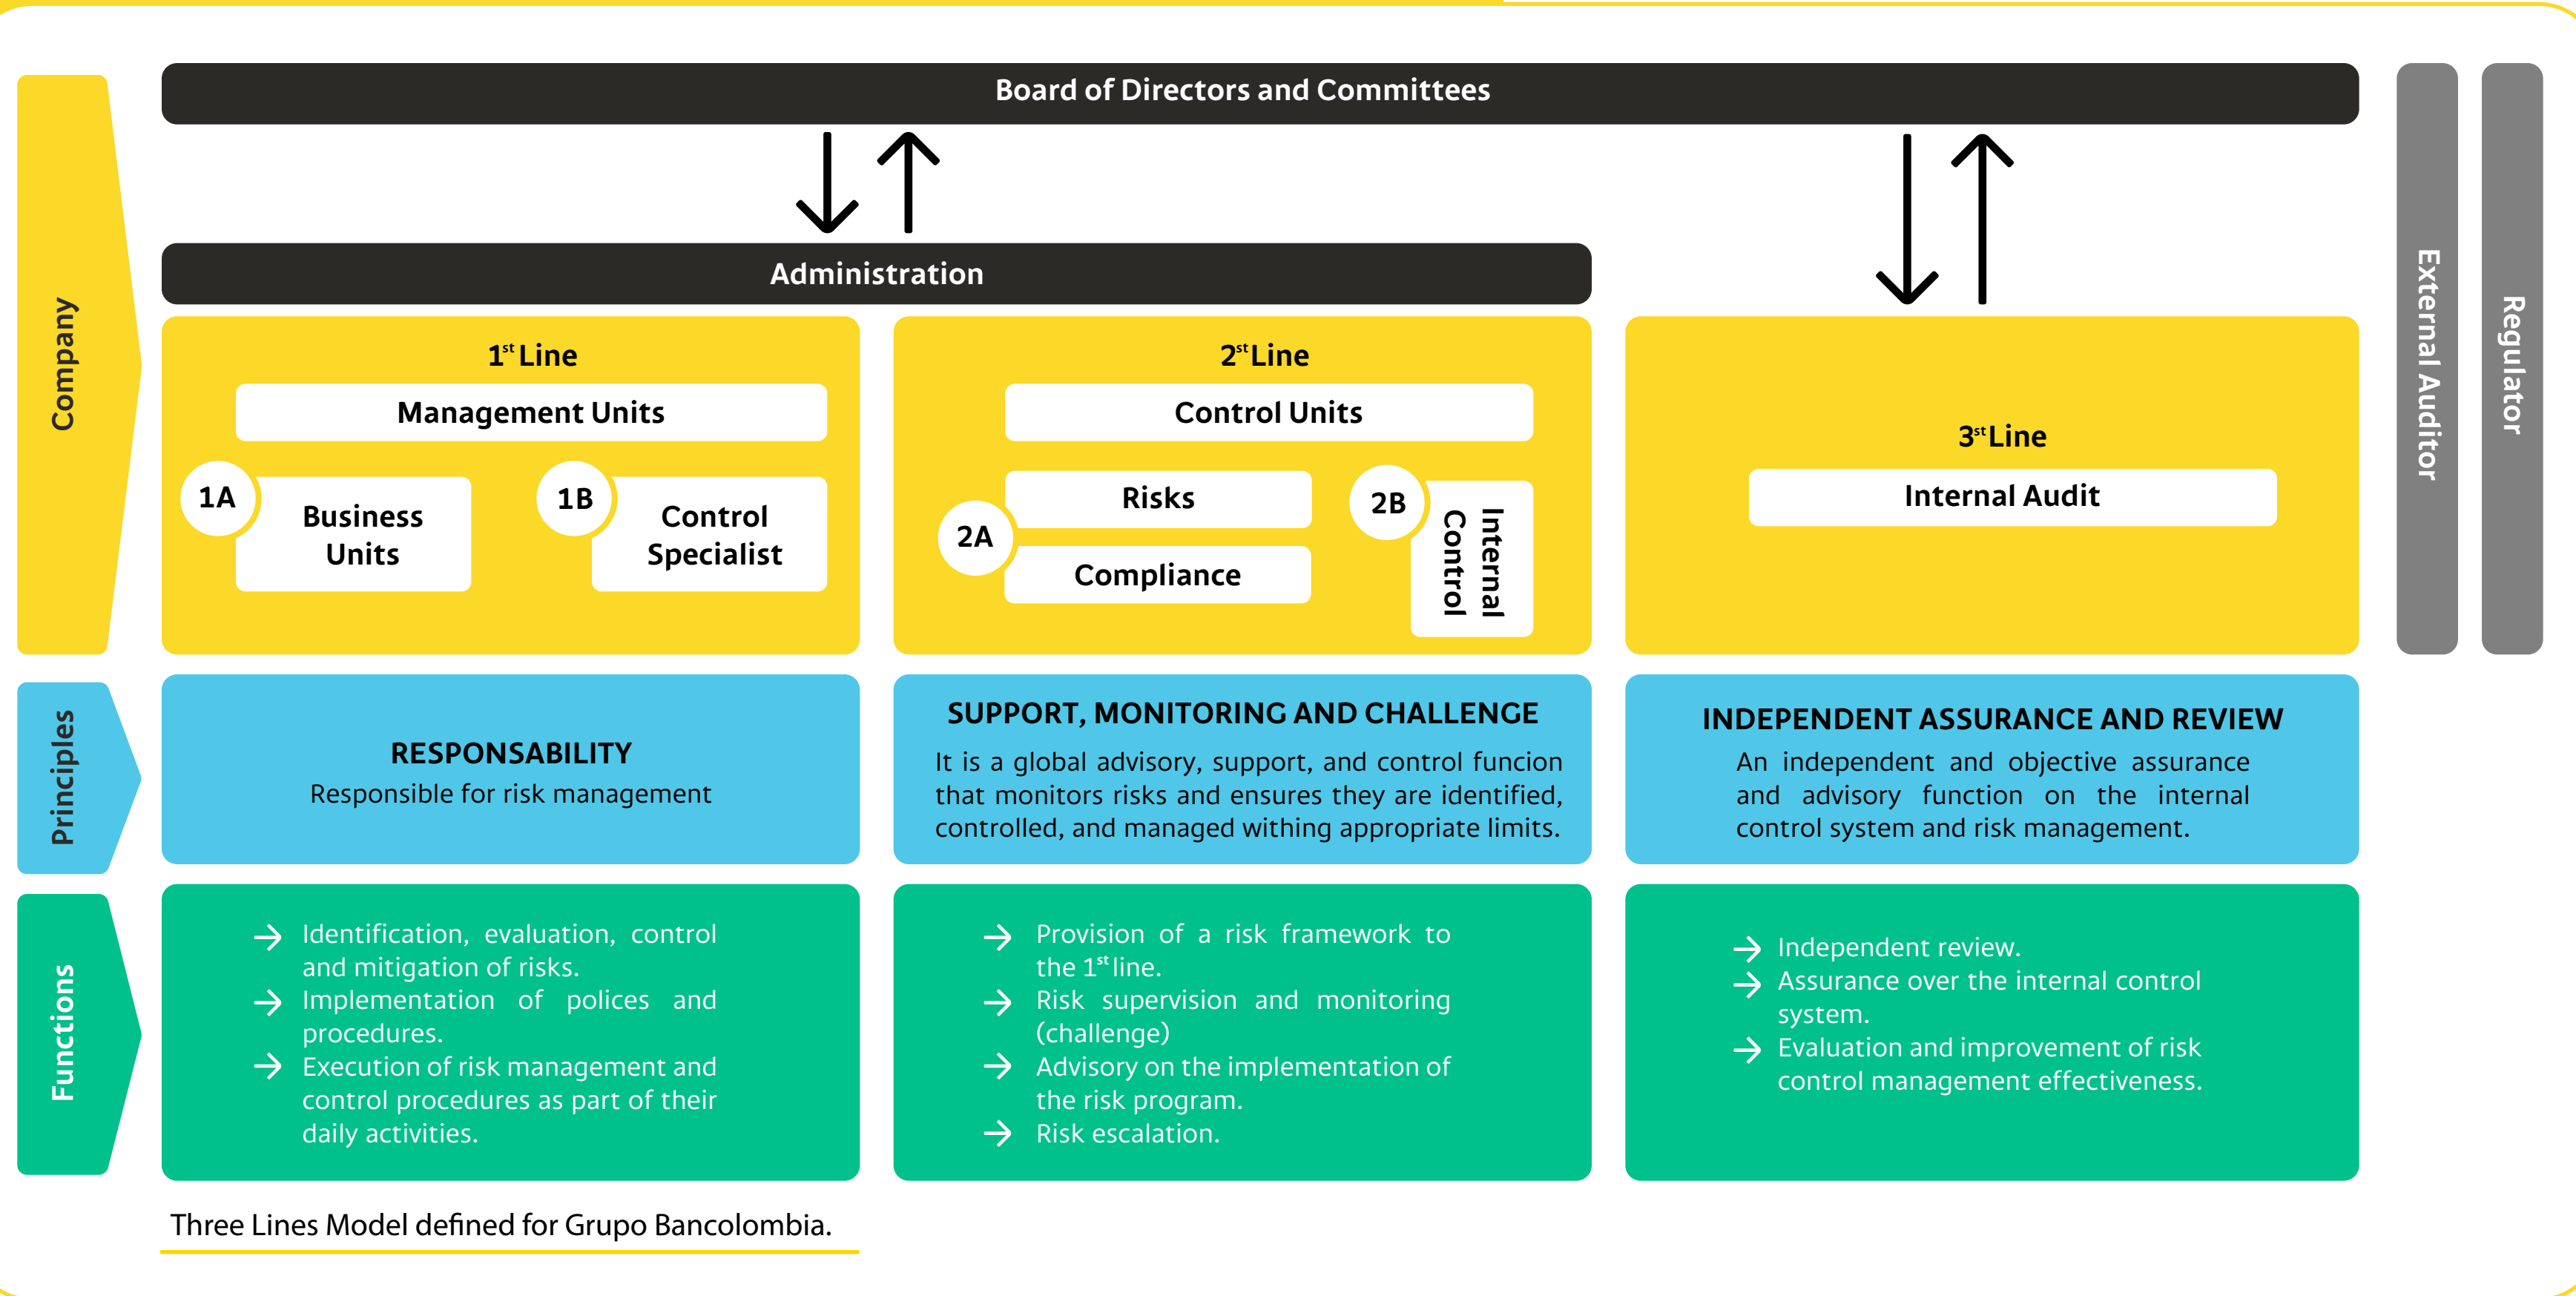 Board of Directors and Committees
Administration
Company
1st Line
Management Units
1A
Business
Units
1B
Control
Specialist
2st Line
Control Units
2A
Risks
Compliance
2B
Internal
Control
3st Line
Internal Audit
External Auditor
Regulator
Principles
RESPONSABILITY
Responsible for risk management
SUPPORT, MONITORING AND CHALLENGE
It is a global advisory, support, and control funcion
that monitors risks and ensures they are identified,
controlled, and managed withing appropriate limits.
INDEPENDENT ASSURANCE AND REVIEW
An independent and objective assurance
and advisory function on the internal
control system and risk management.
Functions
→ Identification, evaluation, control
and mitigation of risks.
→ Implementation of polices and
procedures.
→ Execution of risk management and
control procedures as part of their
daily activities.
→ Provision of a risk framework to
the 1st line.
→ Risk supervision and monitoring
(challenge)
→ Advisory on the implementation of
the risk program.
→ Risk escalation.
→ Independent review.
→ Assurance over the internal control
system.
→ Evaluation and improvement of risk
control management effectiveness.
Three Lines Model defined for Grupo Bancolombia.